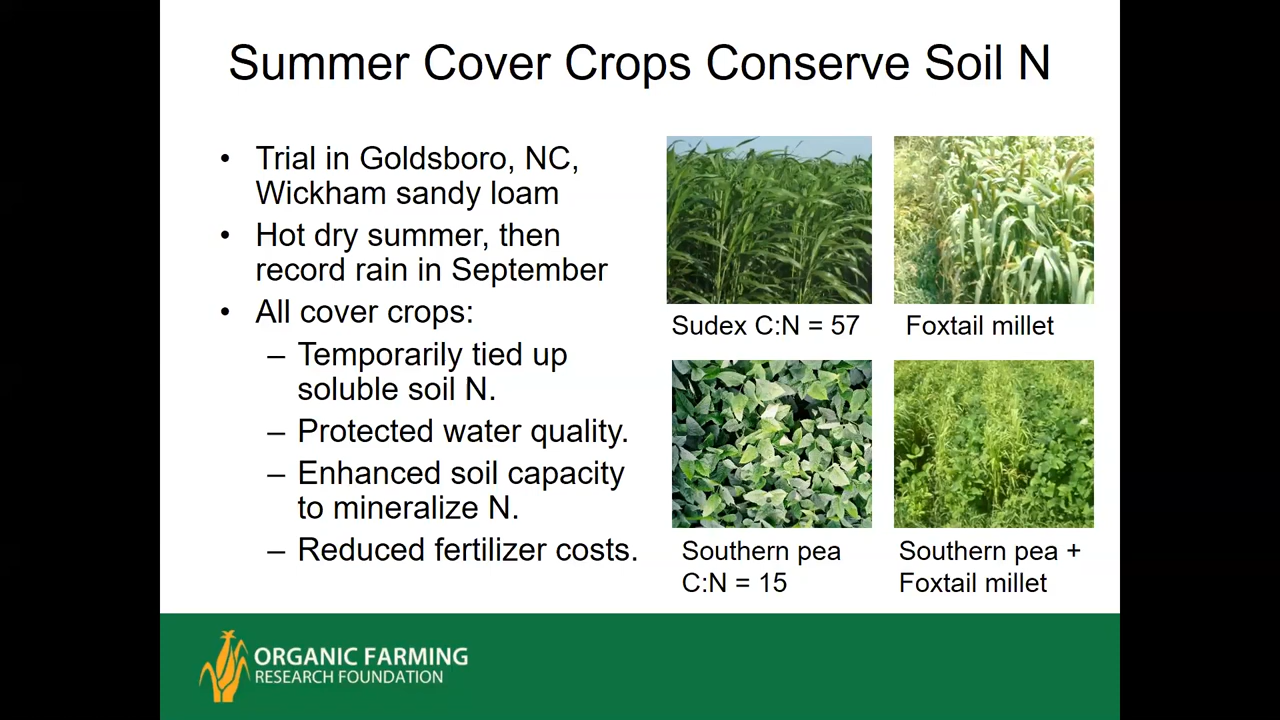 Summer Cover Crops Conserve Soil N
• Trial in Goldsboro, NC,
Wickham sandy loam
• Hot dry summer, then
record rain in September
• All cover crops:
– Temporarily tied up
soluble soil N.
– Protected water quality.
– Enhanced soil capacity
to mineralize N.
– Reduced fertilizer costs.
Sudex C:N = 57
Foxtail millet
Southern pea
C:N = 15
Southern pea +
Foxtail millet
ORGANIC FARMING
RESEARCH FOUNDATION